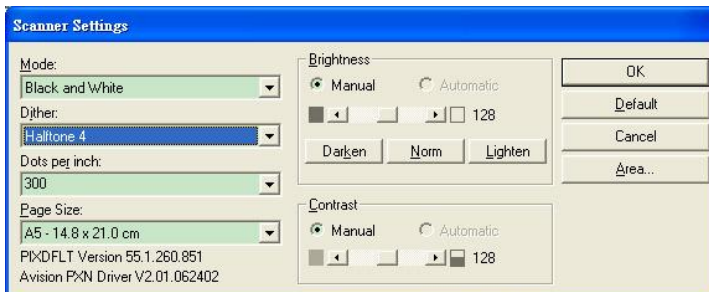 Scanner Settings
Mode:
Black and White
Dither:
Halftone 4
Dots per inch:
300
Page Size:
A5 - 14.8 x 21.0 cm
PIXDFLT Version 55.1.260.851
Avision PXN Driver V2.01.062402
Brightness
Manual Automatic
128
Darken Norm Lighten
Contrast
Manual Automatic
128
OK
Default
Cancel
Area...